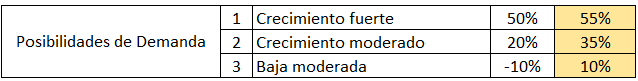 1 Crecimiento fuerte 50% 55%
Posibilidades de Demanda 2 Crecimiento moderado 20% 35%
3 Baja moderada -10% 10%